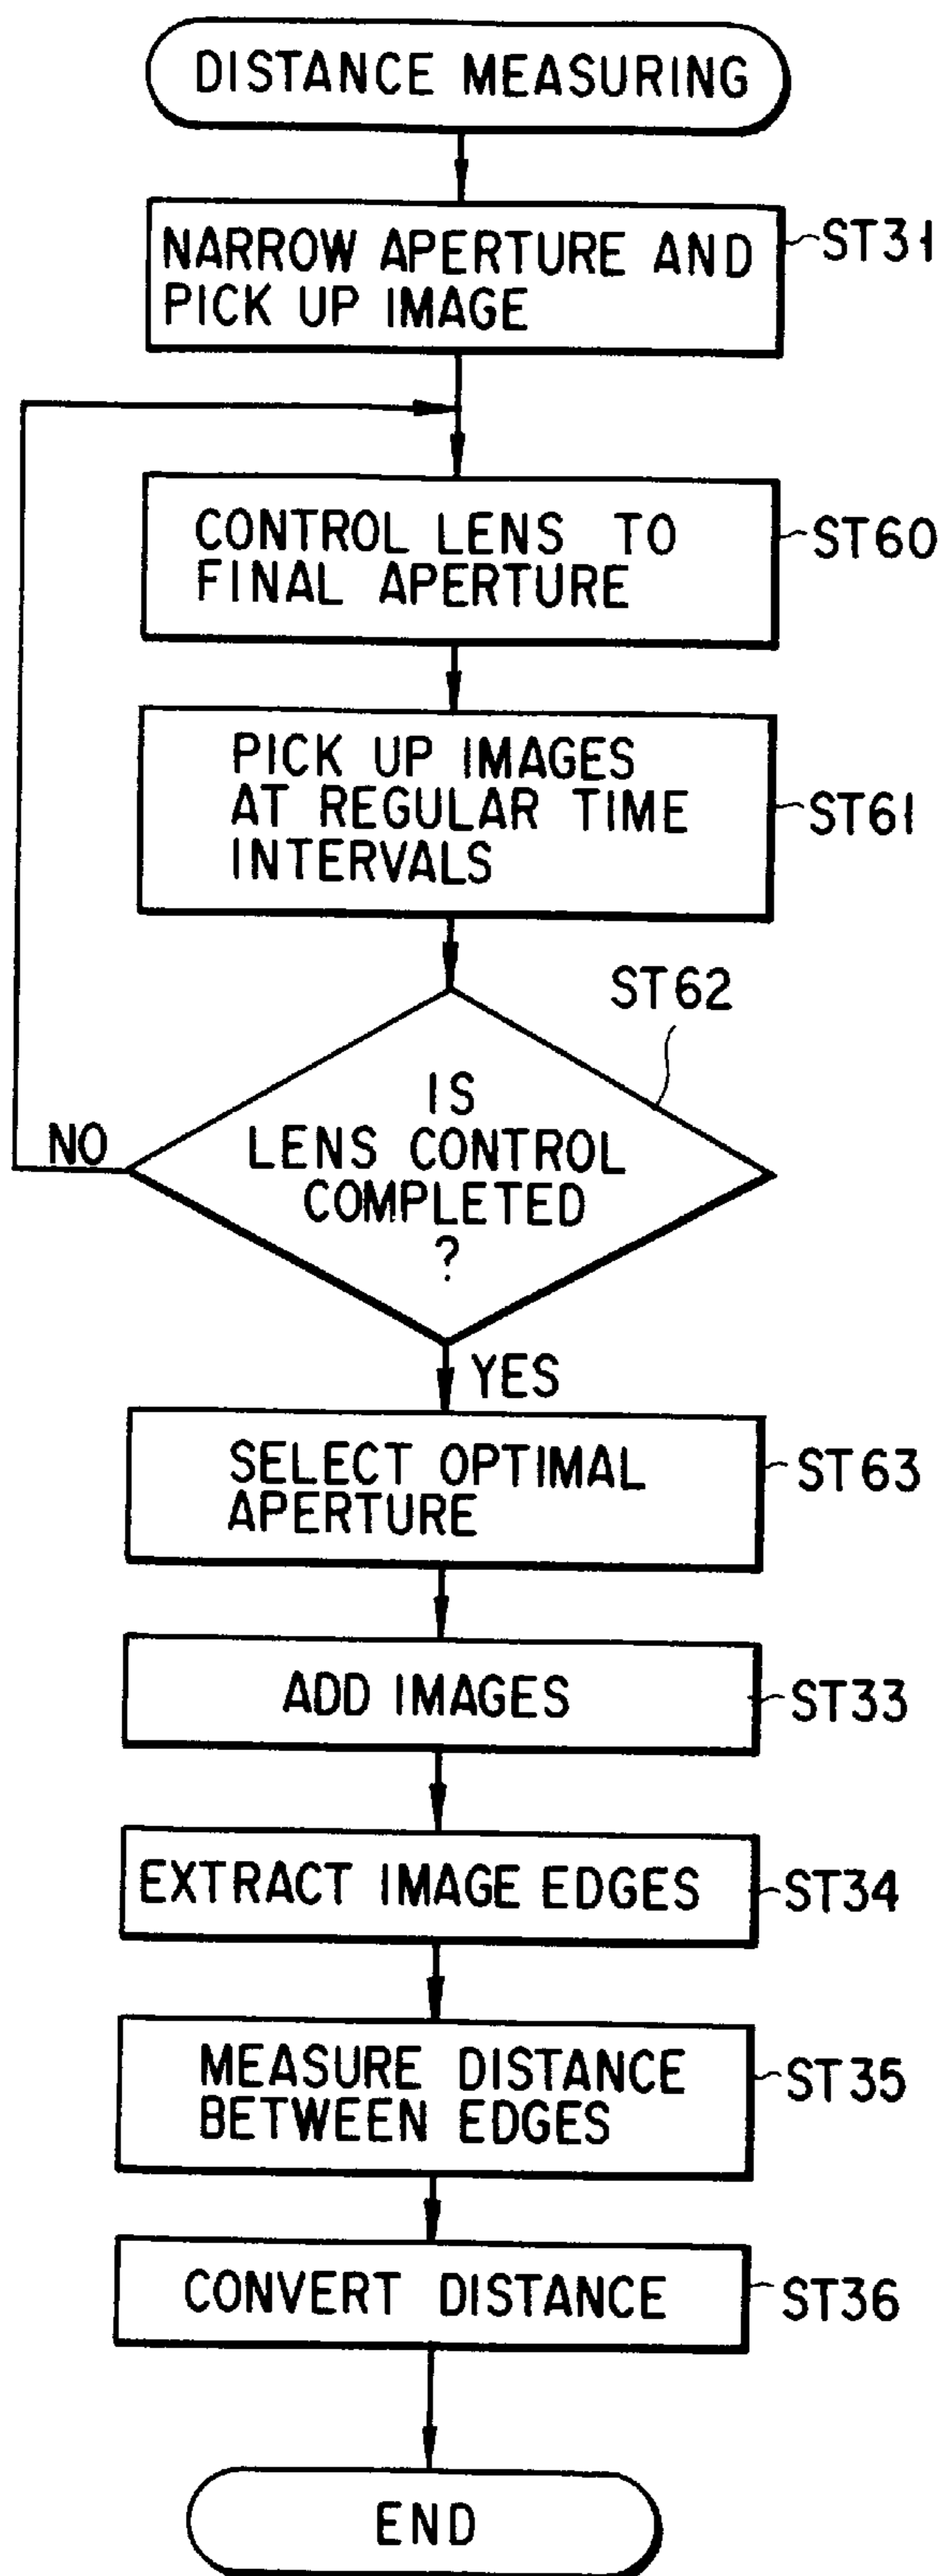 DISTANCE MEASURING
NARROW APERTURE AND
PICK UP IMAGE
ST31
CONTROL LENS TO
FINAL APERTURE
ST60
PICK UP IMAGES
AT REGULAR TIME
INTERVALS
ST61
ST62
IS
LENS CONTROL
COMPLETED
?
NO
YES
SELECT OPTIMAL
APERTURE
ST63
ADD IMAGES
ST33
EXTRACT IMAGE EDGES
ST34
MEASURE DISTANCE
BETWEEN EDGES
ST35
CONVERT DISTANCE
ST36
END